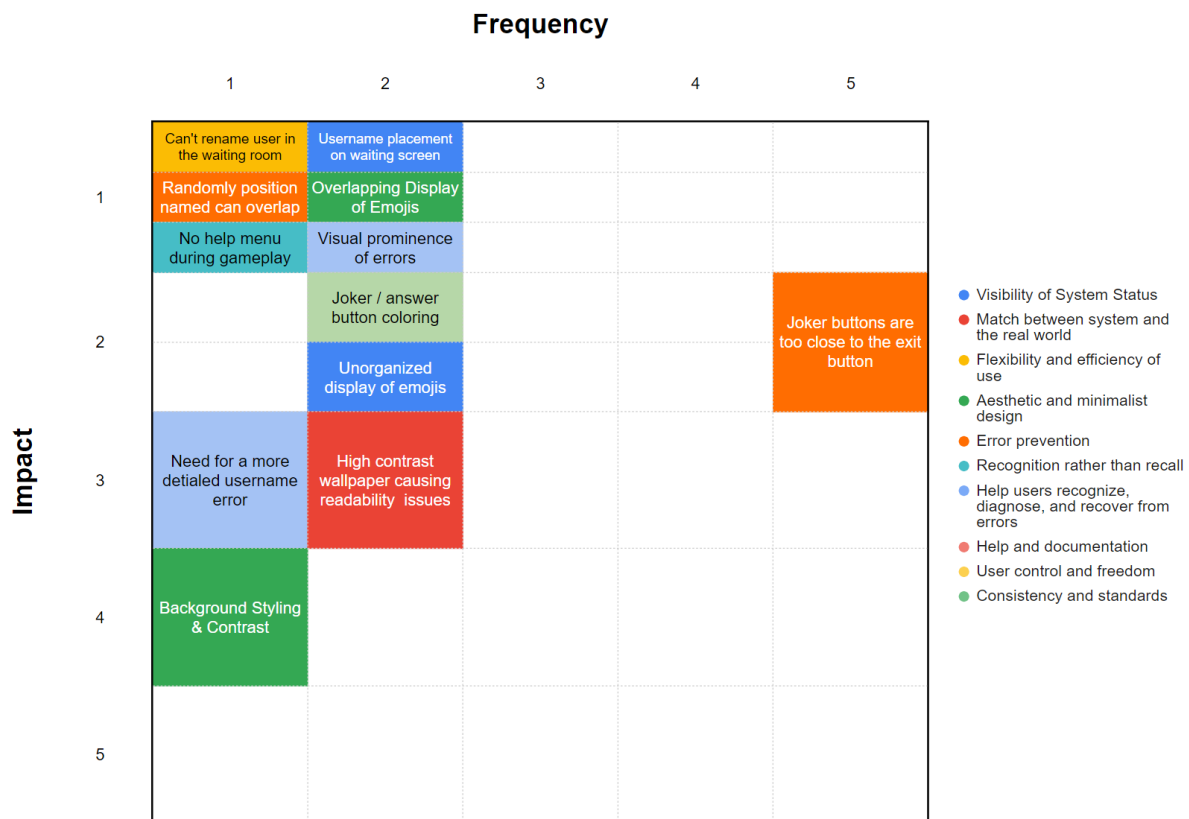 Frequency
1
2
3
4
5
Can't rename user in
the waiting room
Username placement
on waiting screen
1
Randomly position
named can overlap
Overlapping Display
of Emojis
No help menu
during gameplay
Visual prominence
of errors
Joker / answer
button coloring
2
Unorganized
display of emojis
Joker buttons are
too close to the exit
button
Impact
3
Need for a more
detialed username
error
High contrast
wallpaper causing
readability issues
4
Background Styling
& Contrast
5
Visibility of System Status
Match between system and
the real world
Flexibility and efficiency of
use
Aesthetic and minimalist
design
Error prevention
Recognition rather than recall
Help users recognize,
diagnose, and recover from
errors
Help and documentation
User control and freedom
Consistency and standards